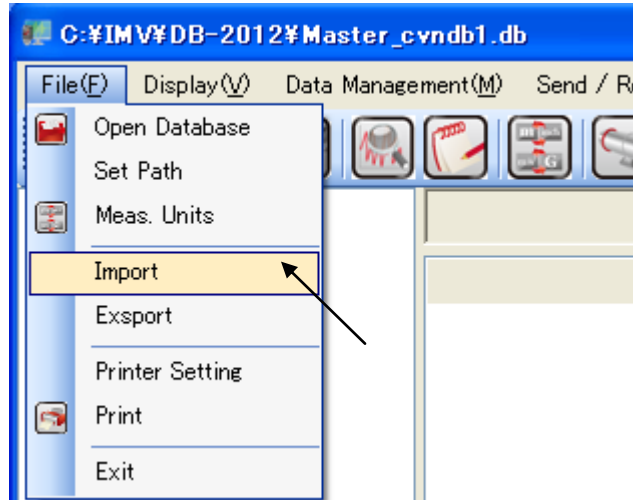 C:¥IMV¥DB-2012¥Master_cvndb1.db
File(F) Display(V) Data Management(M) Send /
Open Database
Set Path
Meas. Units
Import
Exsport
Printer Setting
Print
Exit